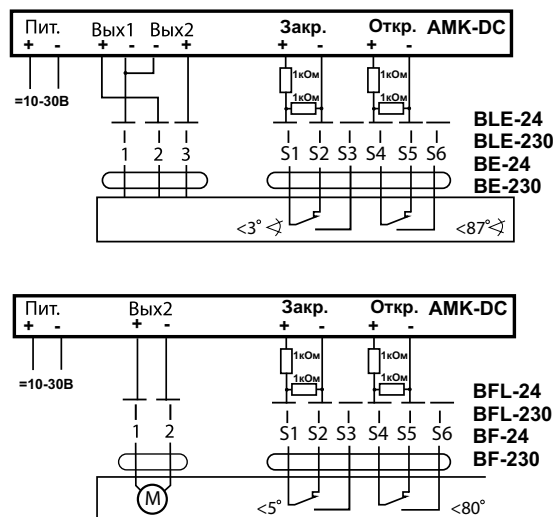 Пит. Вых1 Вых2 Закр. Откр. AMK-DC
+ - + - - + + - + -
1кОм 1кОм
=10-30В 1кОм 1кОм
BLE-24
BLE-230
BE-24
BE-230
1 2 3 S1 S2 S3 S4 S5 S6
<3° <87°
Пит. Вых2 Закр. Откр. AMK-DC
+ - + - + - + -
1кОм 1кОм
=10-30В 1кОм 1кОм
BFL-24
BFL-230
BF-24
BF-230
1 2 S1 S2 S3 S4 S5 S6
M <5° <80°